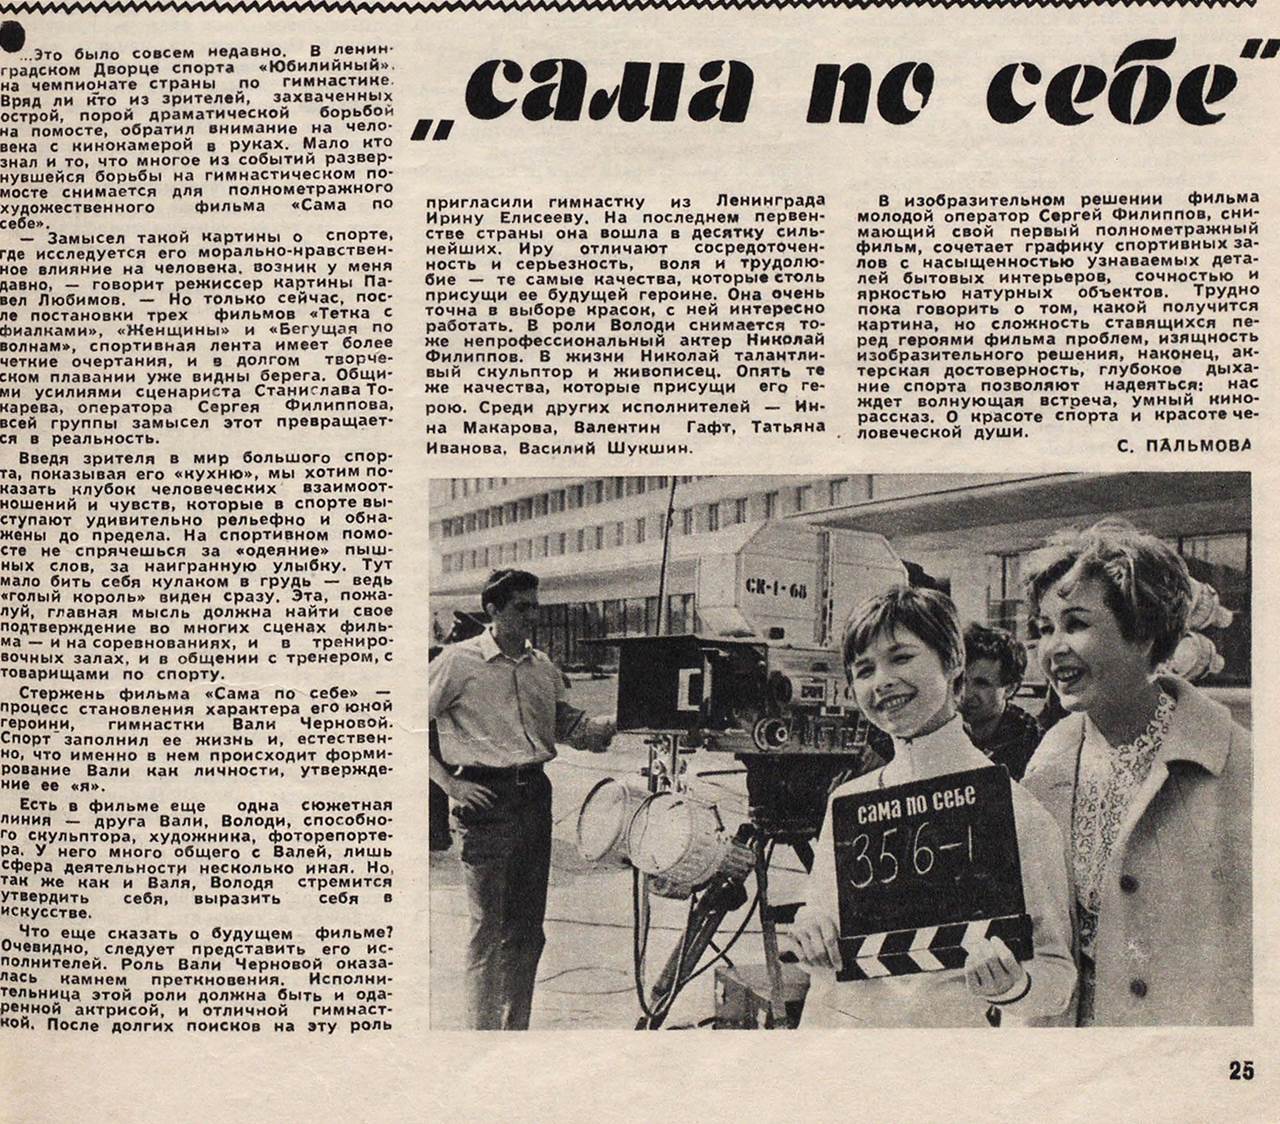 „сама по себе"
...Это было совсем недавно. В ленин-
градском Дворце спорта «Юбилийный»,
на чемпионате страны по гимнастике.
Вряд ли кто из зрителей, захваченных
острой, порой драматической борьбой
на помосте, обратил внимание на чело-
века с кинокамерой в руках. Мало кто
знал и то, что многое из событий развер-
нувшейся борьбы на гимнастическом по-
мосте снимается для полнометражного
художественного фильма «Сама по
себе».
— Замысел такой картины о спорте,
где исследуется его морально-нравствен-
ное влияние на человека, возник у меня
давно, — говорит режиссер картины Па-
вел Любимов. — Но только сейчас, пос-
ле постановки трех фильмов «Тетка с
фиалками», «Женщины» и «Бегущая по
волнам», спортивная лента имеет более
четкие очертания, и в долгом творче-
ском плавании уже видны берега. Общи-
ми усилиями сценариста Станислава То-
карева, оператора Сергея Филиппова,
всей группы замысел этот превращает-
ся в реальность.
Введя зрителя в мир большого спор-
та, показывая его «кухню», мы хотим по-
казать клубок человеческих взаимоот-
ношений и чувств, которые в спорте вы-
ступают удивительно рельефно и обна-
жены до предела. На спортивном помо-
сте не спрячешься за «одеяние» пыш-
ных слов, за наигранную улыбку. Тут
мало бить себя кулаком в грудь — ведь
«голый король» виден сразу. Эта, пожа-
луй, главная мысль должна найти свое
подтверждение во многих сценах филь-
ма — и на соревнованиях, и в трениро-
вочных залах, и в общении с тренером, с
товарищами по спорту.
Стержень фильма «Сама по себе» —
процесс становления характера его юной
героини, гимнастки Вали Черновой.
Спорт заполнил ее жизнь и, естествен-
но, что именно в нем происходит форми-
рование Вали как личности, утвержде-
ние ее «я».
Есть в фильме еще одна сюжетная
линия — друга Вали, Володи, способно-
го скульптора, художника, фоторепорте-
ра. У него много общего с Валей, лишь
сфера деятельности несколько иная. Но,
так же как и Валя, Володя стремится
утвердить себя, выразить себя в
искусстве.
Что еще сказать о будущем фильме?
Очевидно, следует представить его ис-
полнителей. Роль Вали Черновой оказа-
лась камнем преткновения. Исполни-
тельница этой роли должна быть и ода-
ренной актрисой, и отличной гимнаст-
кой. После долгих поисков на эту роль
пригласили гимнастку из Ленинграда
Ирину Елисееву. На последнем первен-
стве страны она вошла в десятку силь-
нейших. Иру отличают сосредоточен-
ность и серьезность, воля и трудолю-
бие — те самые качества, которые столь
присущи ее будущей героине. Она очень
точна в выборе красок, с ней интересно
работать. В роли Володи снимается то-
же непрофессиональный актер Николай
Филиппов. В жизни Николай талантли-
вый скульптор и живописец. Опять те
же качества, которые присущи его ге-
рою. Среди других исполнителей — Ин-
на Макарова, Валентин Гафт, Татьяна
Иванова, Василий Шукшин.
В изобразительном решении фильма
молодой оператор Сергей Филиппов, сни-
мающий свой первый полнометражный
фильм, сочетает графику спортивных за-
лов с насыщенностью узнаваемых дета-
лей бытовых интерьеров, сочностью и
яркостью натурных объектов. Трудно
пока говорить о том, какой получится
картина, но сложность ставящихся пе-
ред героями фильма проблем, изящность
изобразительного решения, наконец, ак-
терская достоверность, глубокое дыха-
ние спорта позволяют надеяться: нас
ждет волнующая встреча, умный кино-
рассказ. О красоте спорта и красоте че-
ловеческой души.
С. ПАЛЬМОВА
СК-1-68
САМА ПО СЕБЕ
356-1
25